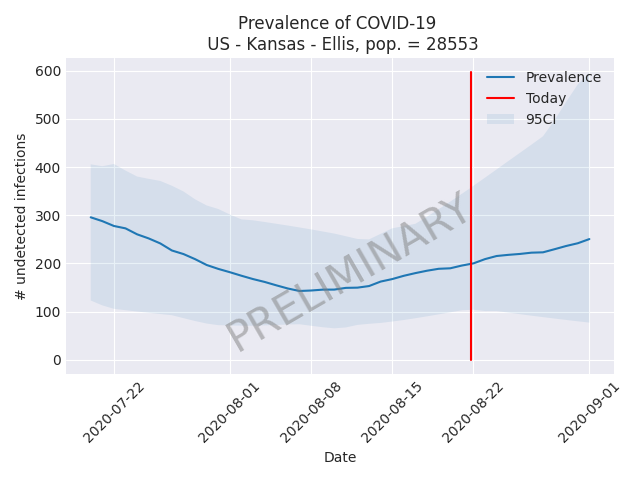 Prevalence of COVID-19
US - Kansas - Ellis, pop. = 28553
600
500
400
300
200
100
0
# undetected infections
Prevalence
Today
95CI
PRELIMINARY
2020-07-22
2020-08-01
2020-08-08
2020-08-15
2020-08-22
2020-09-01
Date